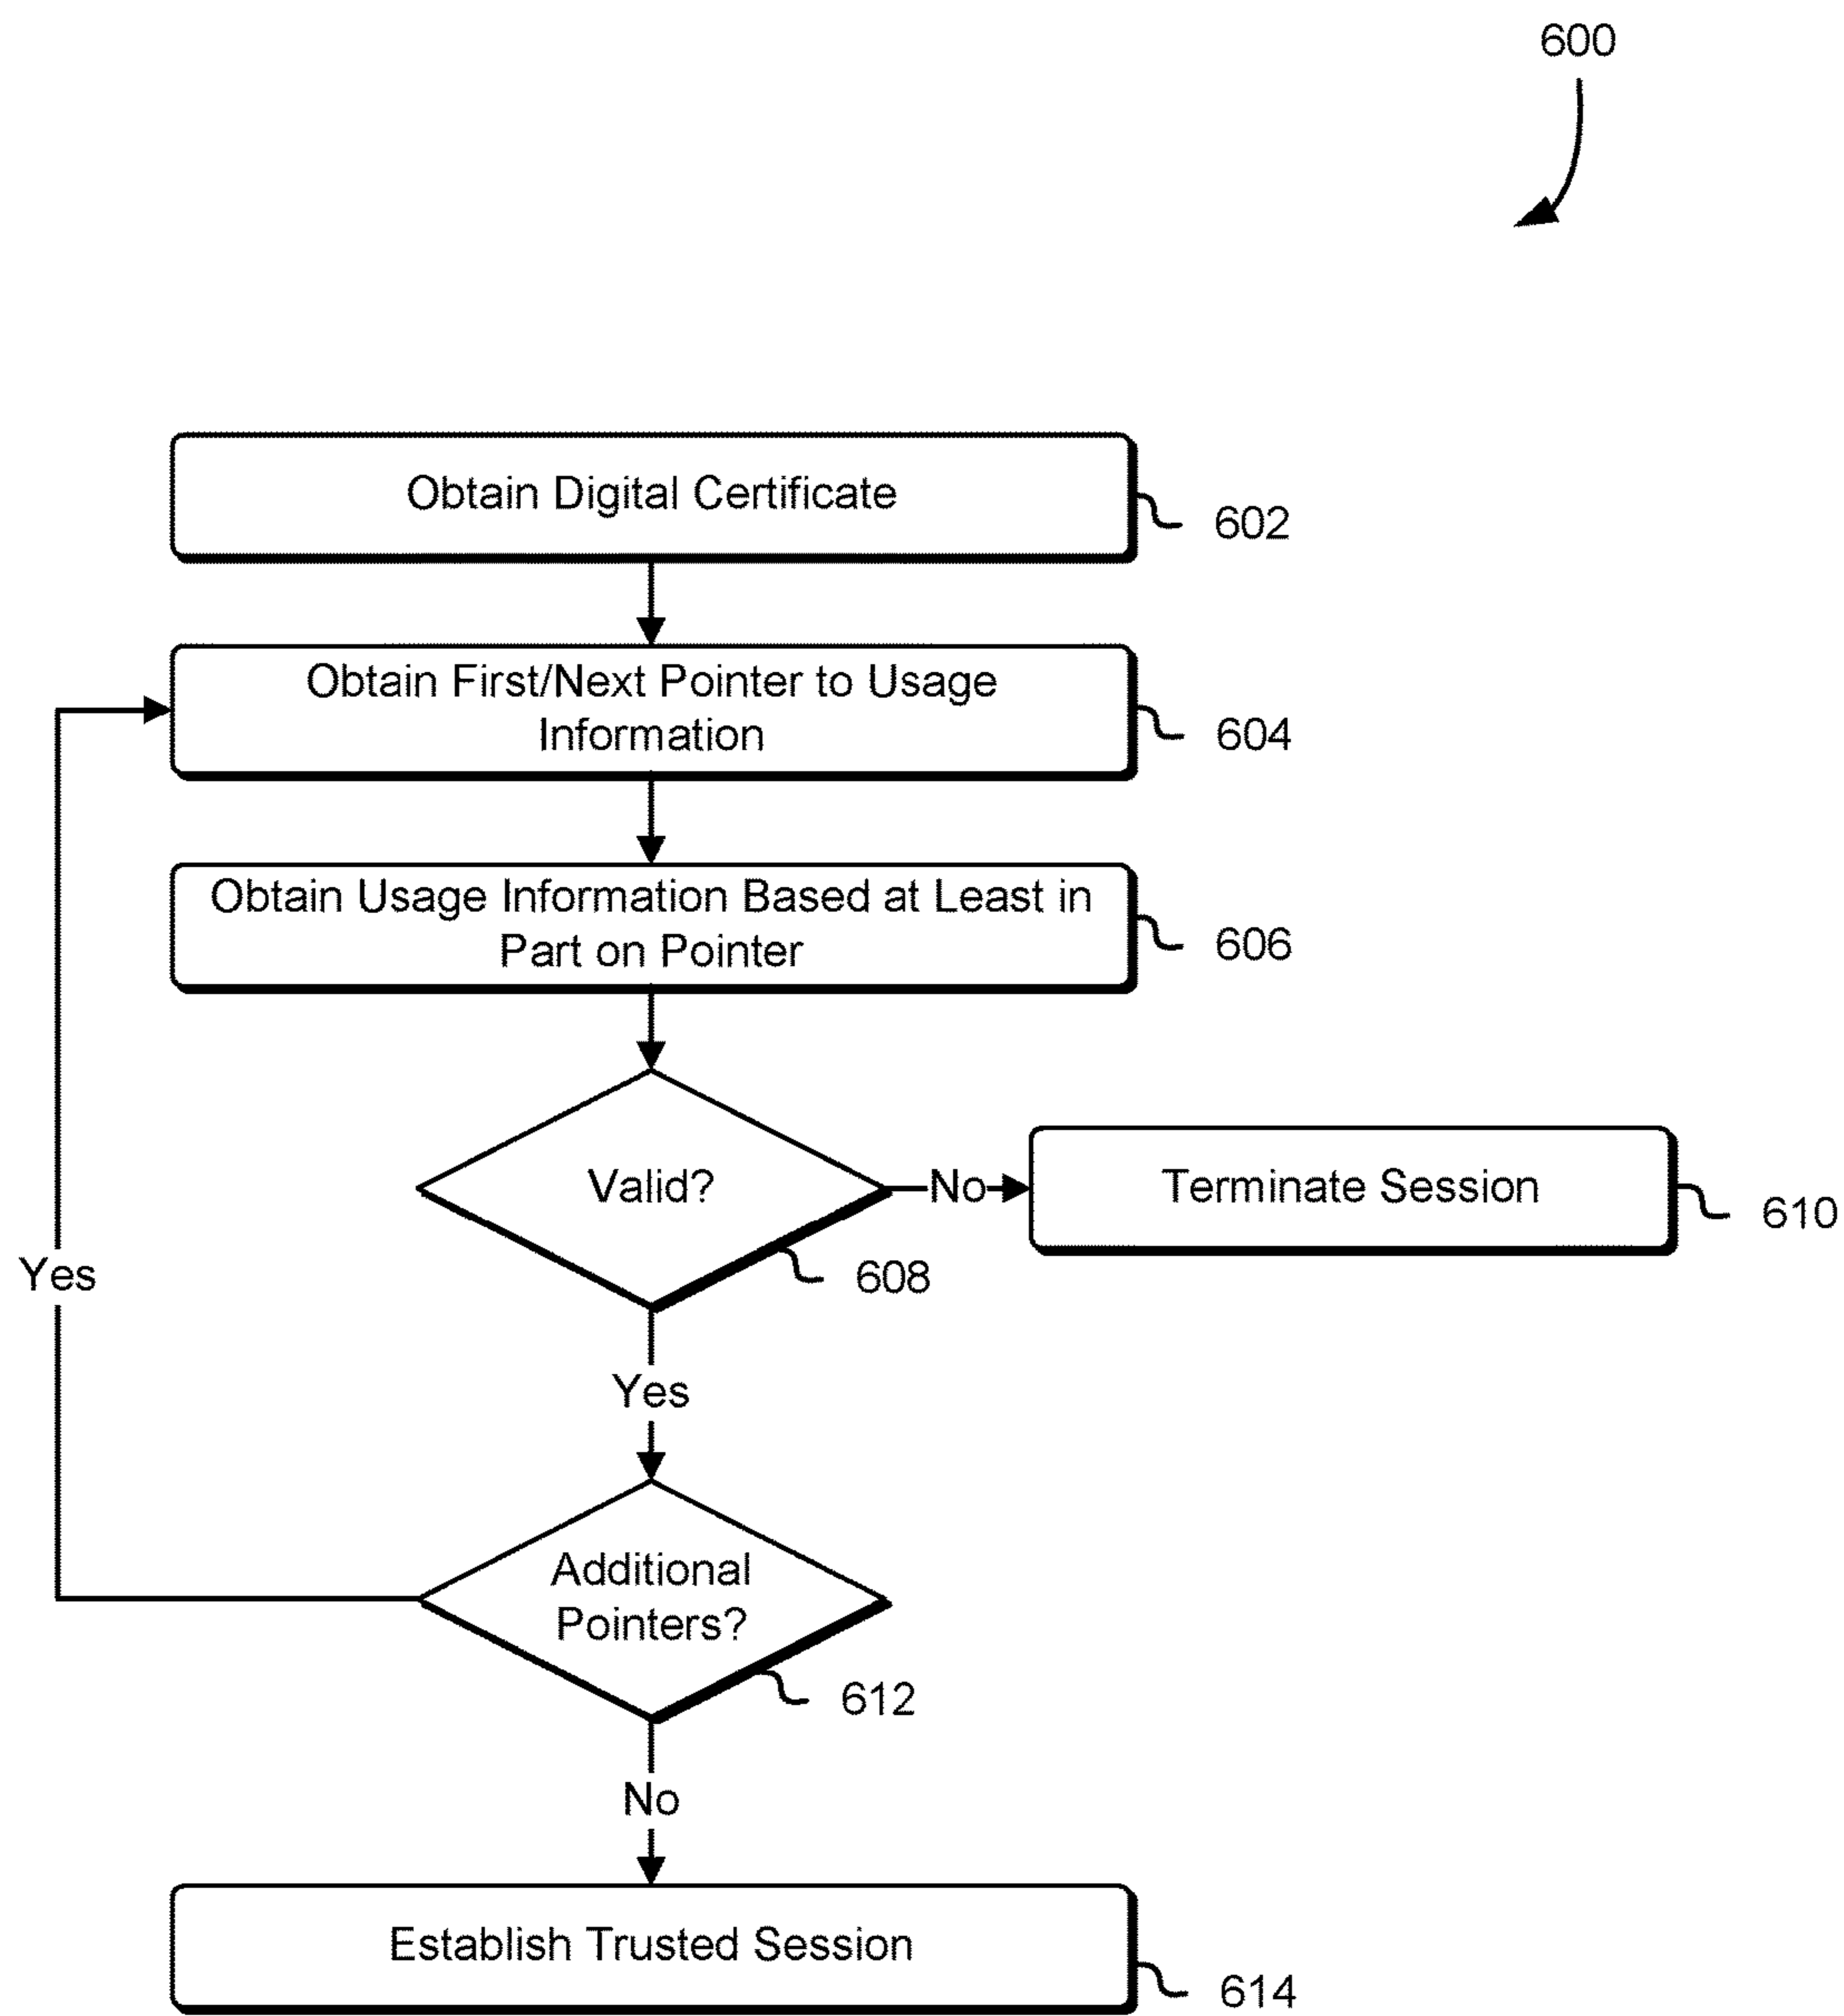 600
Obtain Digital Certificate
602
Obtain First/Next Pointer to Usage
Information
604
Obtain Usage Information Based at Least in
Part on Pointer
606
Valid?
No
Terminate Session
610
608
Yes
Yes
Additional
Pointers?
612
No
Establish Trusted Session
614